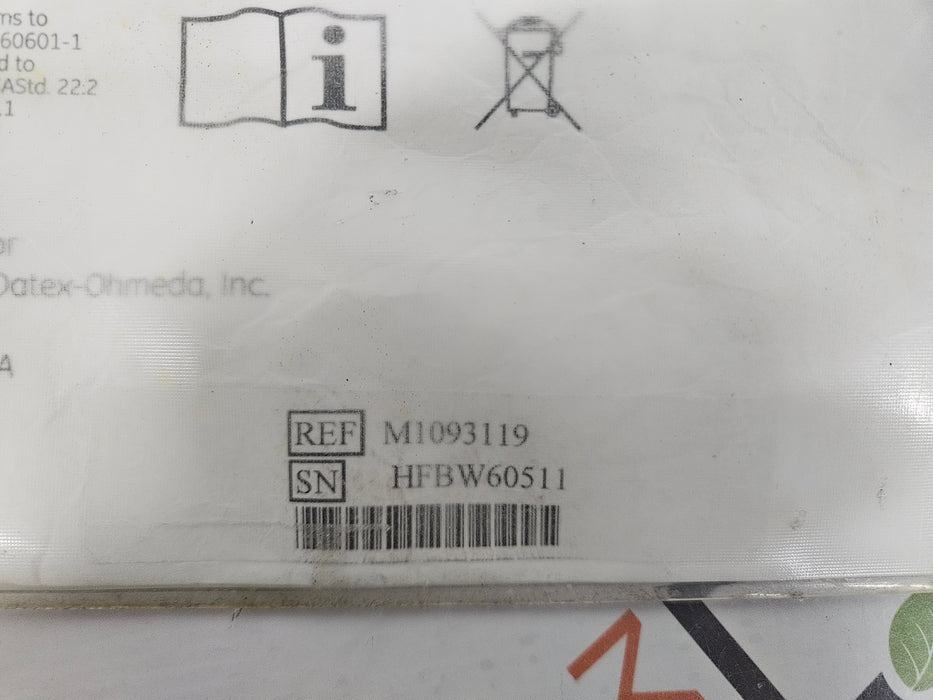 ms to
60601-1
d to
AStd. 22.2
.1
i
or
Datex-Ohmeda, Inc.
A
REF M1093119
SN HFBW60511